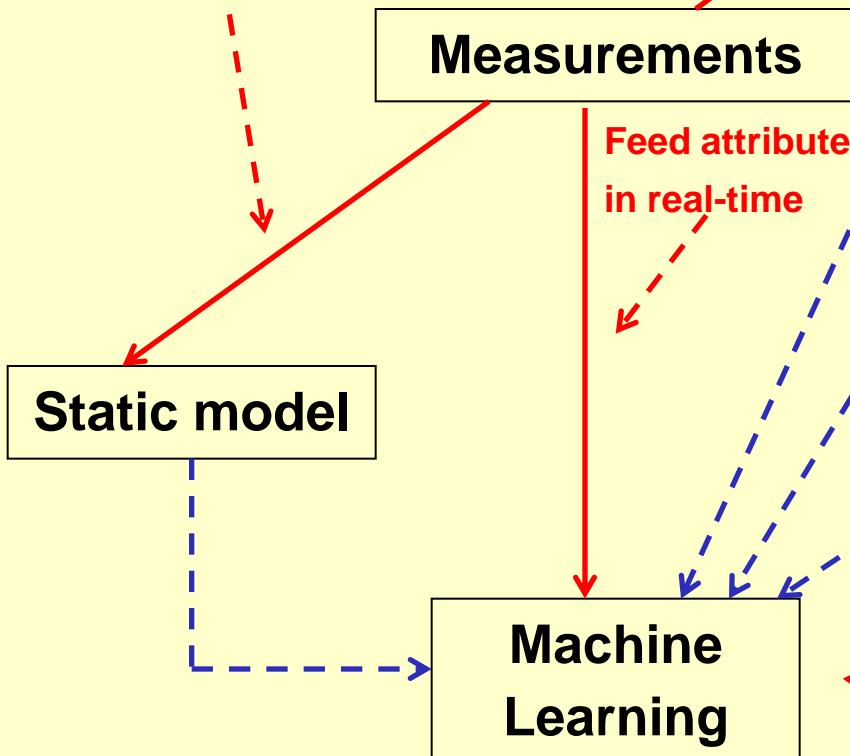 Measurements
Feed attribute
in real-time
Static model
Machine
Learning